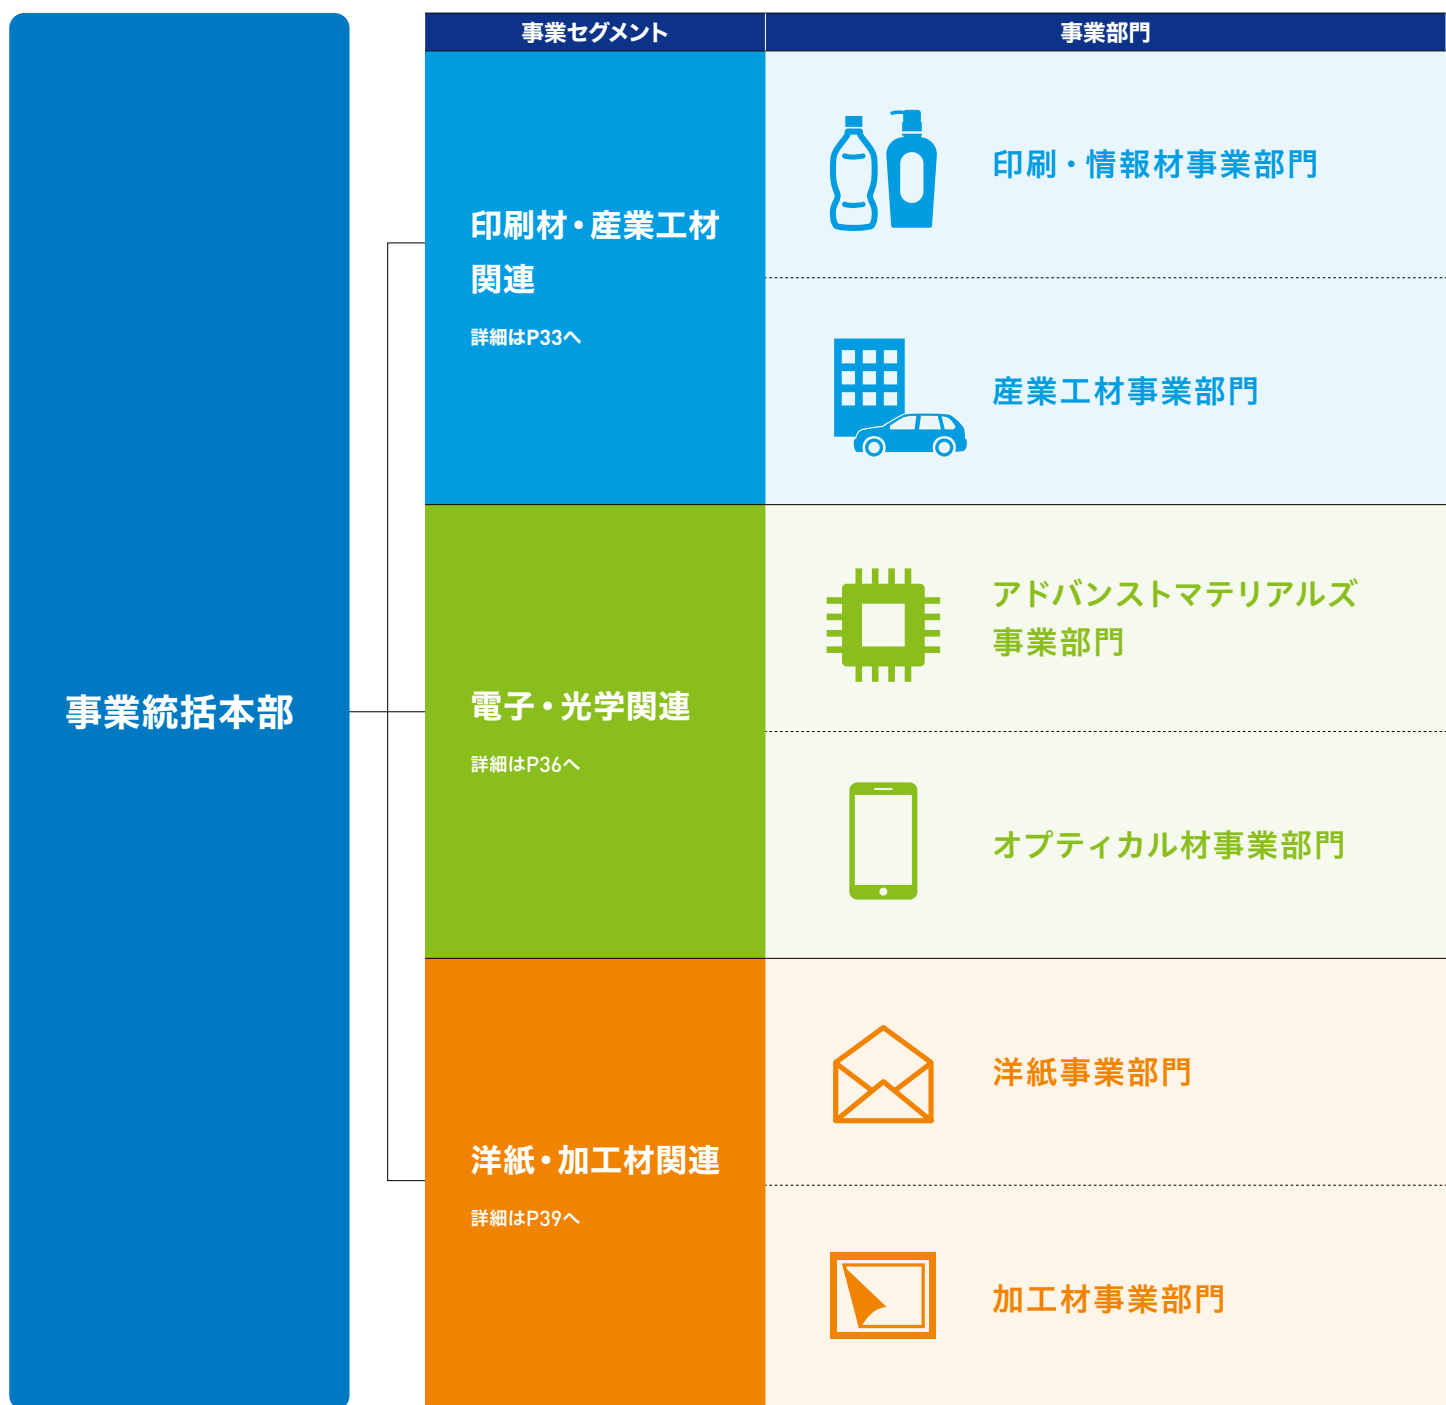 事業統括本部
事業セグメント
事業部門
印刷材・産業工材
関連
詳細はP33へ
印刷・情報材事業部門
産業工材事業部門
電子・光学関連
詳細はP36へ
アドバンストマテリアルズ
事業部門
オプティカル材事業部門
洋紙・加工材関連
詳細はP39へ
洋紙事業部門
加工材事業部門